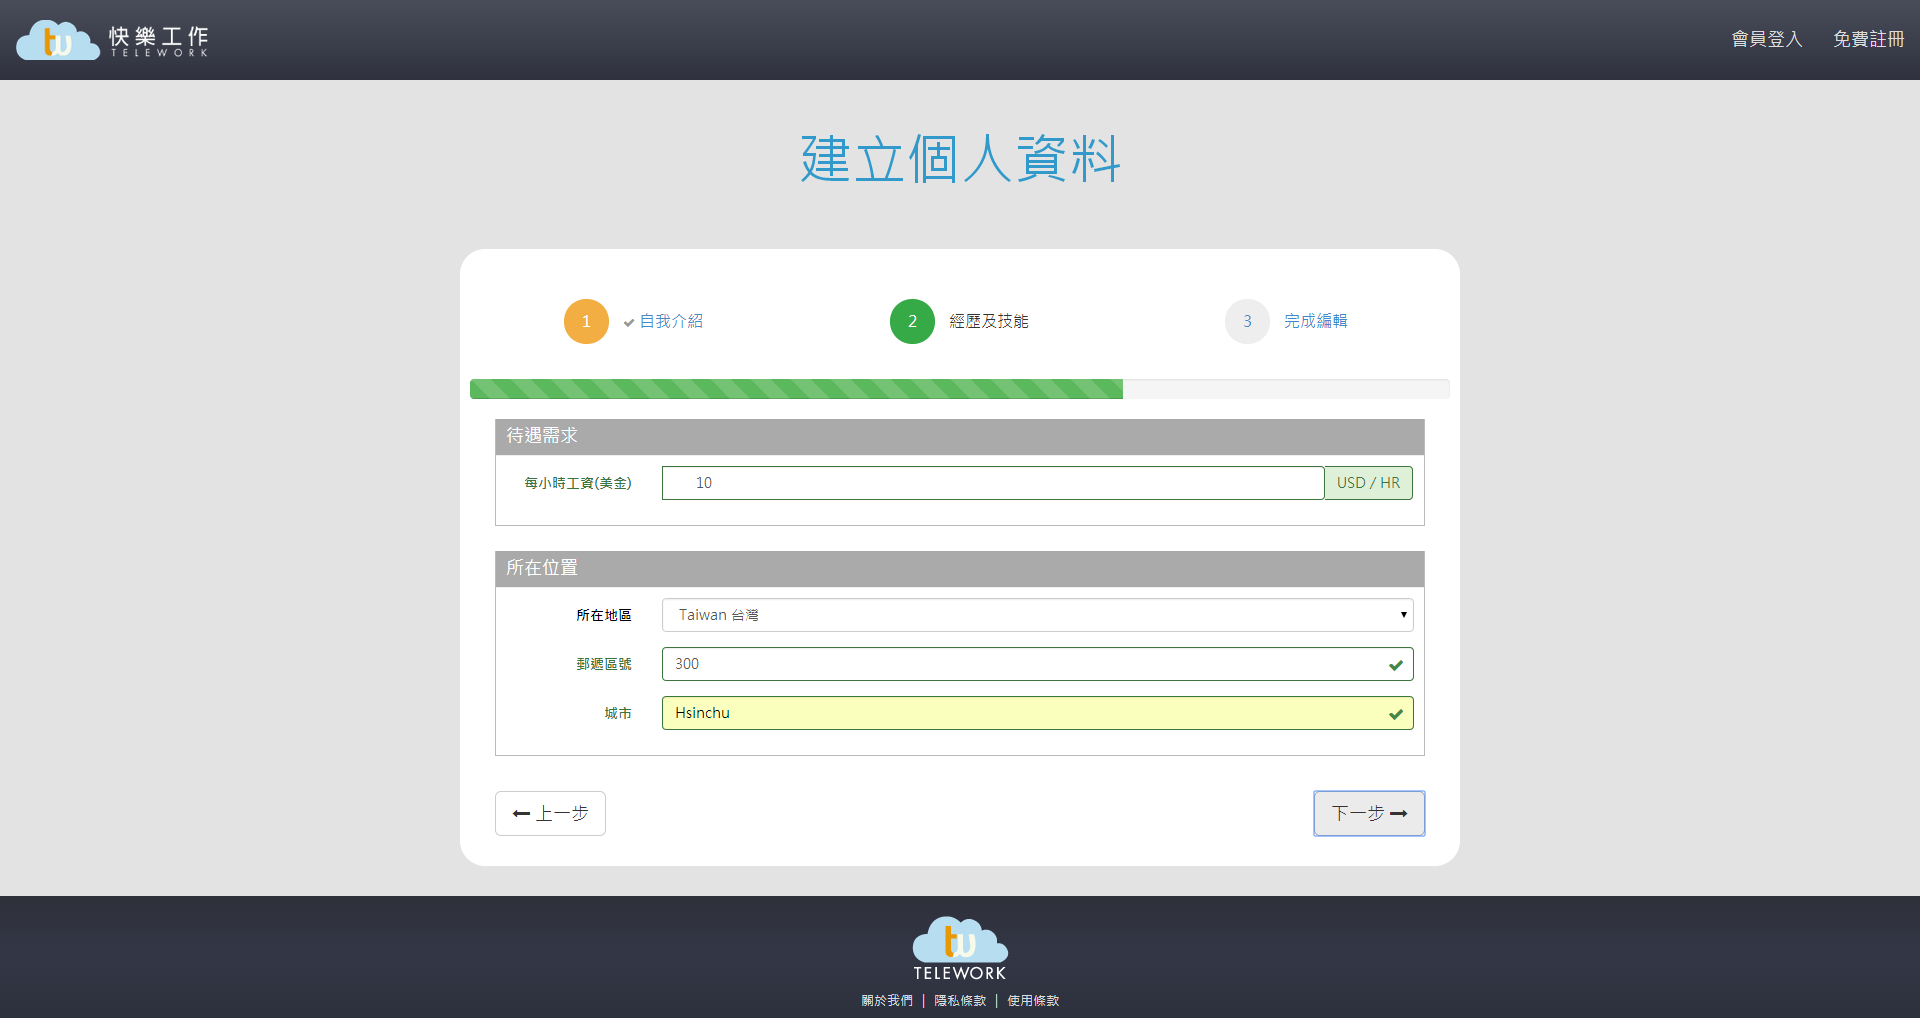 tw 快樂工作
TELEWORK
會員登入 免費註冊
建立個人資料
1 自我介紹
2 經歷及技能
3 完成編輯
待遇需求
每小時工資(美金) 10 USD / HR
所在位置
所在地區 Taiwan 台灣
郵遞區號 300
城市 Hsinchu
上一步 下一步
tw
TELEWORK
關於我們 | 隱私條款 | 使用條款